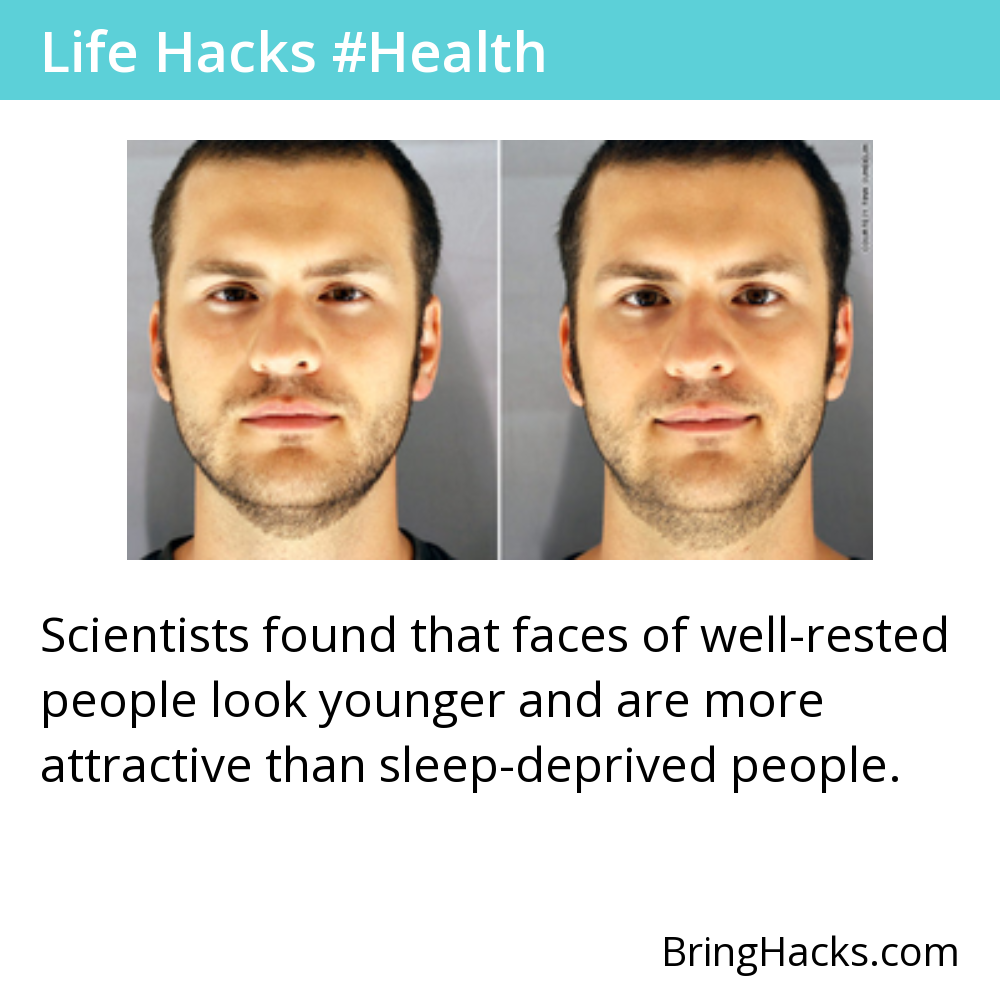 Life Hacks #Health
Scientists found that faces of well-rested
people look younger and are more
attractive than sleep-deprived people.
BringHacks.com